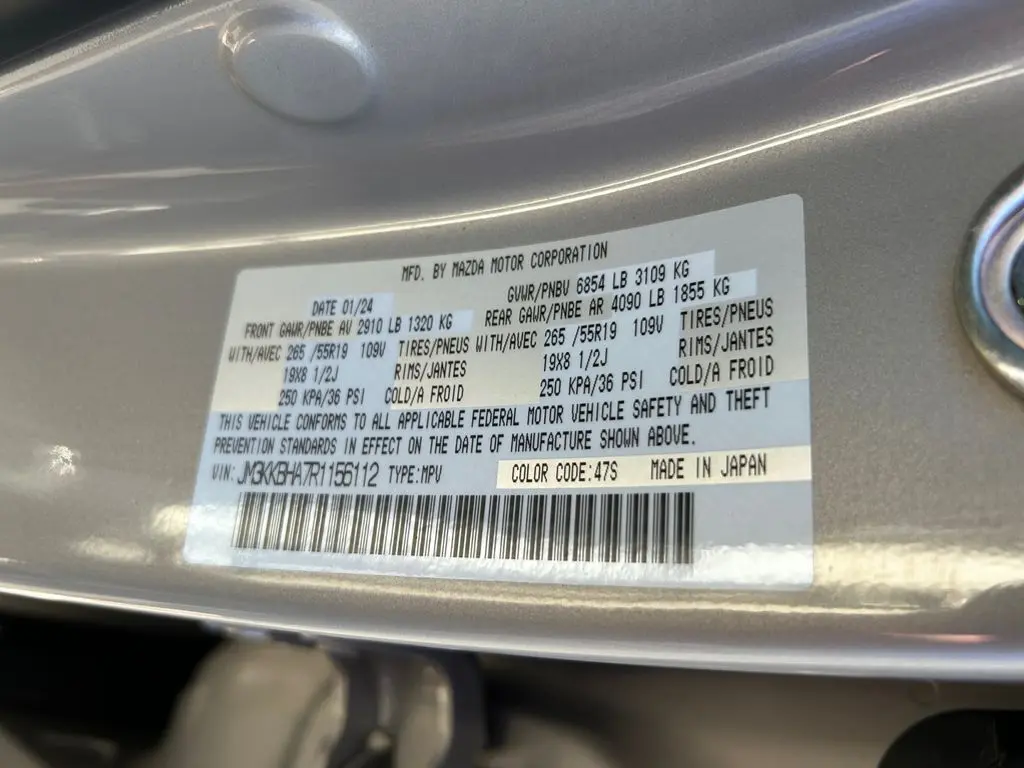 MFD. BY MAZDA MOTOR CORPORATION
DATE 01/24 GVWR/PNBV 6854 LB 3109 KG
FRONT GAWR/PNBE AV 2910 LB 1320 KG REAR GAWR/PNBE AR 4090 LB 1855 KG
WITH/AVEC 265 /55R19 109V TIRES/PNEUS WITH/AVEC 265 /55R19 109V TIRES/PNEUS
19X8 1/2J RIMS/JANTES 19X8 1/2J RIMS/JANTES
250 KPA/36 PSI COLD/A FROID 250 KPA/36 PSI COLD/A FROID
THIS VEHICLE CONFORMS TO ALL APPLICABLE FEDERAL MOTOR VEHICLE SAFETY AND THEFT
PREVENTION STANDARDS IN EFFECT ON THE DATE OF MANUFACTURE SHOWN ABOVE.
VIN: JM3KKBHA7R1156112 TYPE:MPV COLOR CODE:47S MADE IN JAPAN